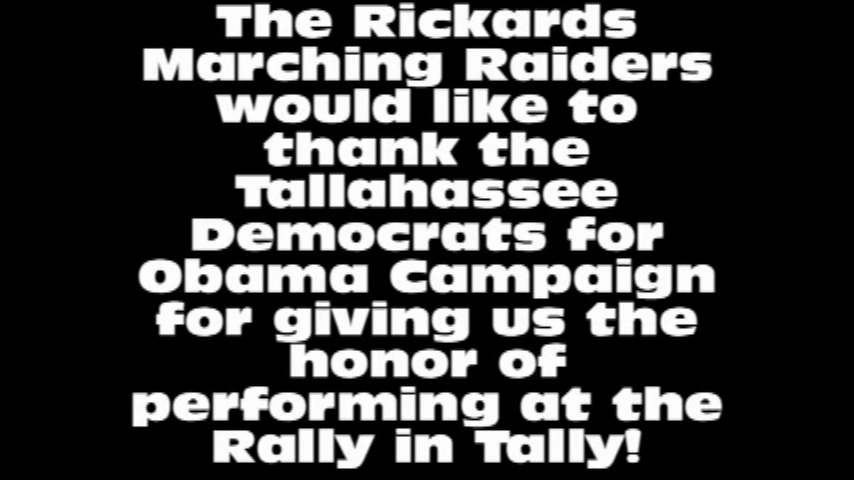 The Rickards
Marching Raiders
would like to
thank the
Tallahassee
Democrats for
Obama Campaign
for giving us the
honor of
performing at the
Rally in Tally!